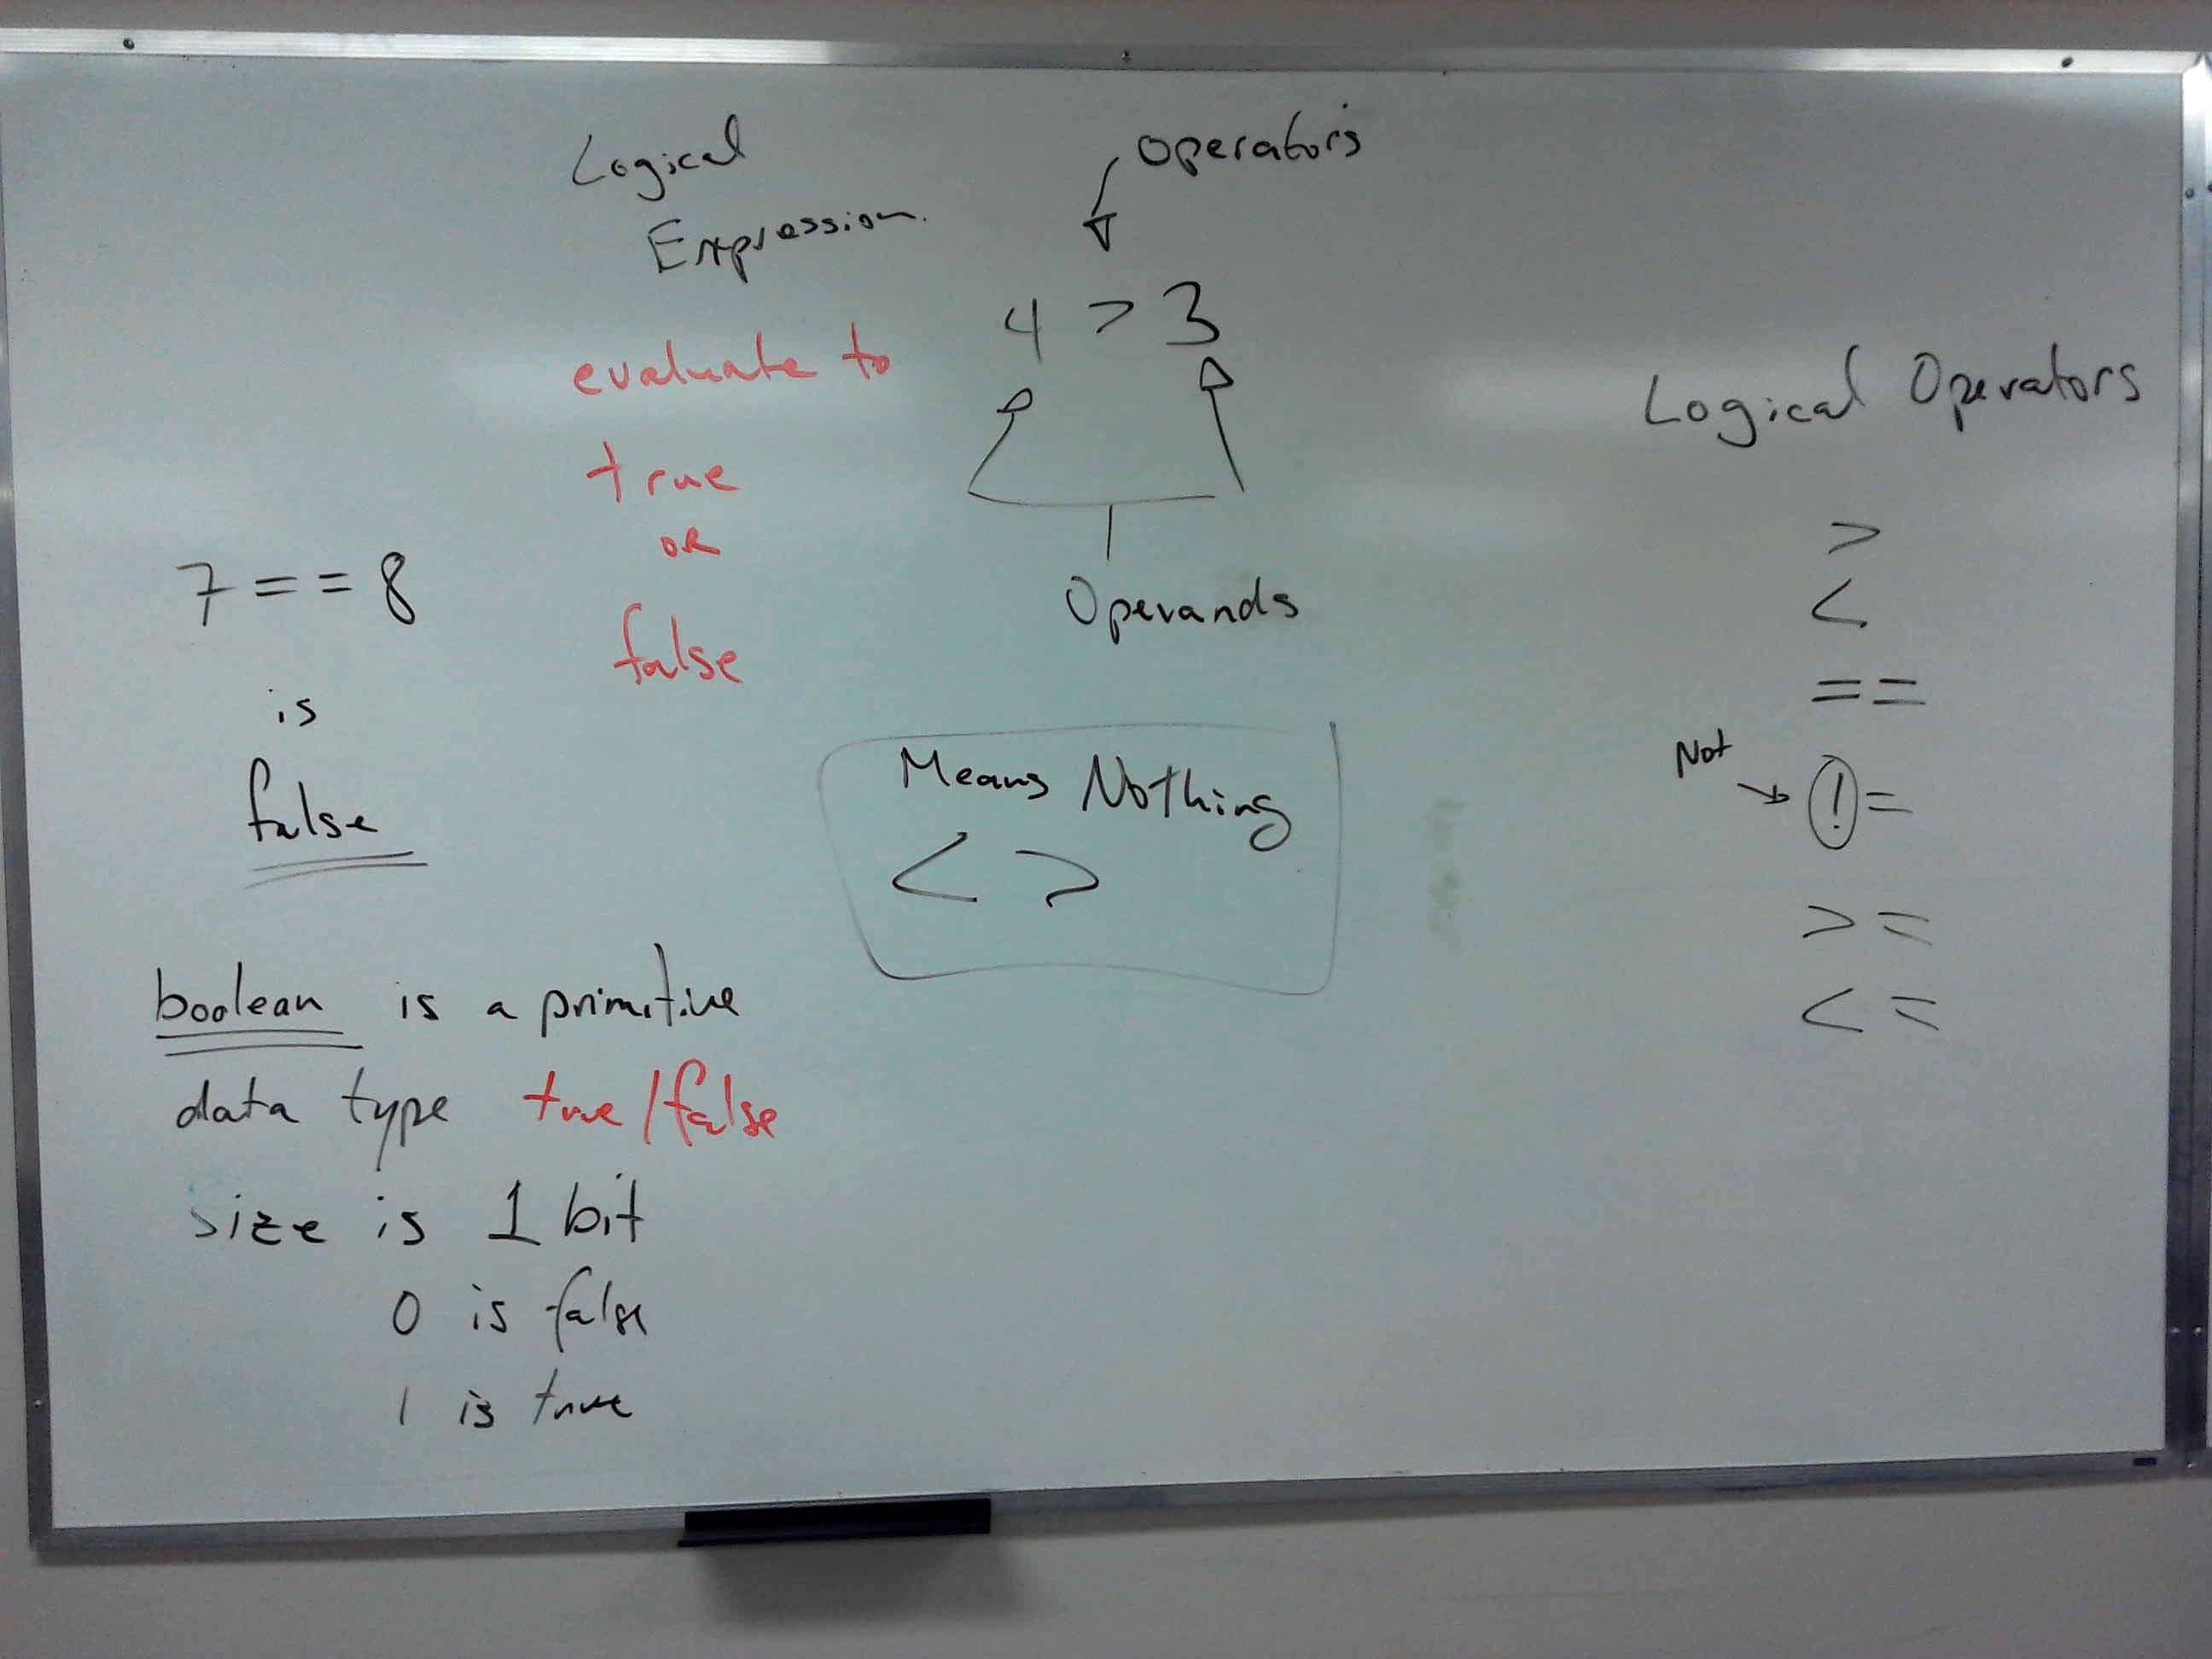 Logical
Expression.
evaluate to
true
OR
false
operators
4 > 3
Operands
7 == 8
is
false
Means Nothing
< >
boolean is a primitive
data type true/false
size is 1 bit
0 is false
1 is true
Logical Operators
>
<
==
Not
!=
>=
<=